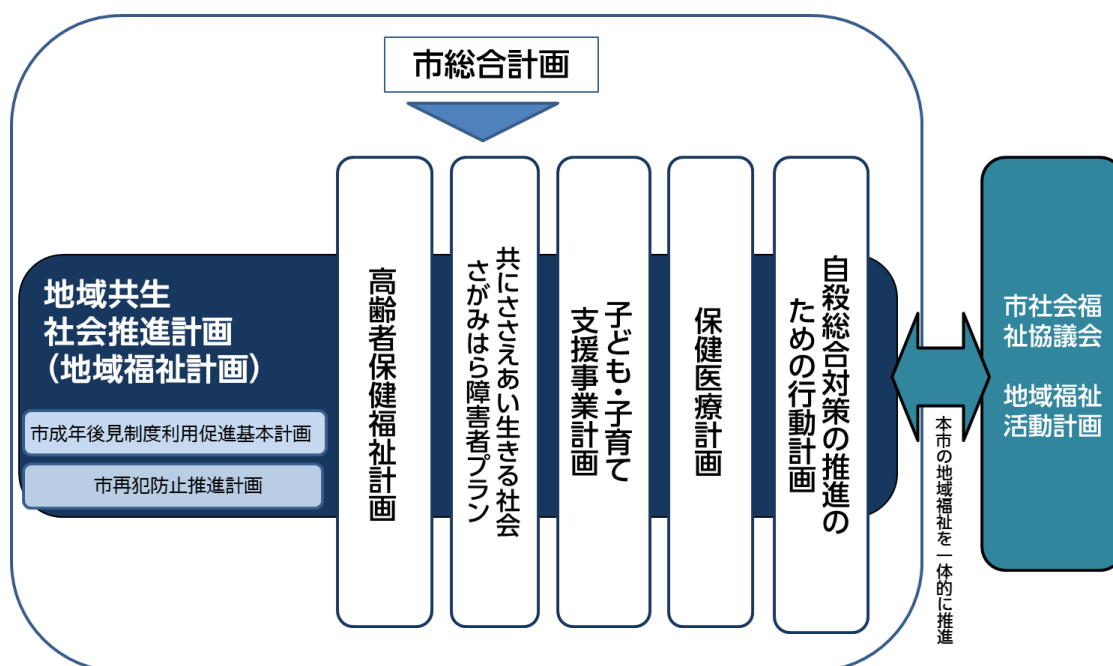 市総合計画
地域共生
社会推進計画
（地域福祉計画）
市成年後見制度利用促進基本計画
市再犯防止推進計画
高齢者保健福祉計画
共にささえあい生きる社会
さがみはら障害者プラン
子ども・子育て
支援事業計画
保健医療計画
自殺総合対策の推進の
ための行動計画
本市の地域福祉を一体的に推進
市社会福
祉協議会
地域福祉
活動計画